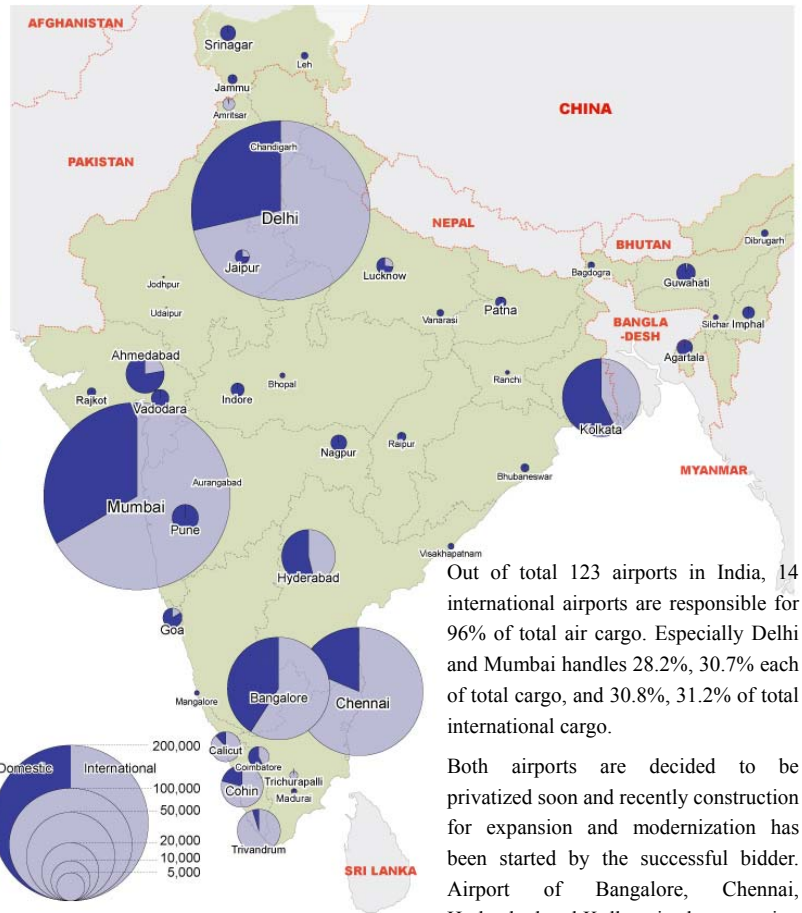 AFGHANISTAN
Srinagar
Leh
Jammu
Amritsar
CHINA
PAKISTAN
Chandigarh
Delhi
NEPAL
Jaipur
Lucknow
BHUTAN
Dibrugarh
Bagdogra
Guwahati
Jodhpur
Udaipur
Varanasi
Patna
BANGLA
-DESH
Silchar
Imphal
Agartala
Ahmedabad
Rajkot
Vadodara
Indore
Bhopal
Ranchi
Kolkata
Nagpur
Raipur
Bhubaneswar
MYANMAR
Mumbai
Aurangabad
Pune
Hyderabad
Visakhapatnam
Goa
Mangalore
Bangalore
Chennai
Calicut
Coimbatore
Cohin
Trichurapalli
Madurai
Trivandrum
SRI LANKA
Domestic
International
200,000
100,000
50,000
20,000
10,000
5,000
Out of total 123 airports in India, 14
international airports are responsible for
96% of total air cargo. Especially Delhi
and Mumbai handles 28.2%, 30.7% each
of total cargo, and 30.8%, 31.2% of total
international cargo.
Both airports are decided to be
privatized soon and recently construction
for expansion and modernization has
been started by the successful bidder.
Airport of Bangalore, Chennai,